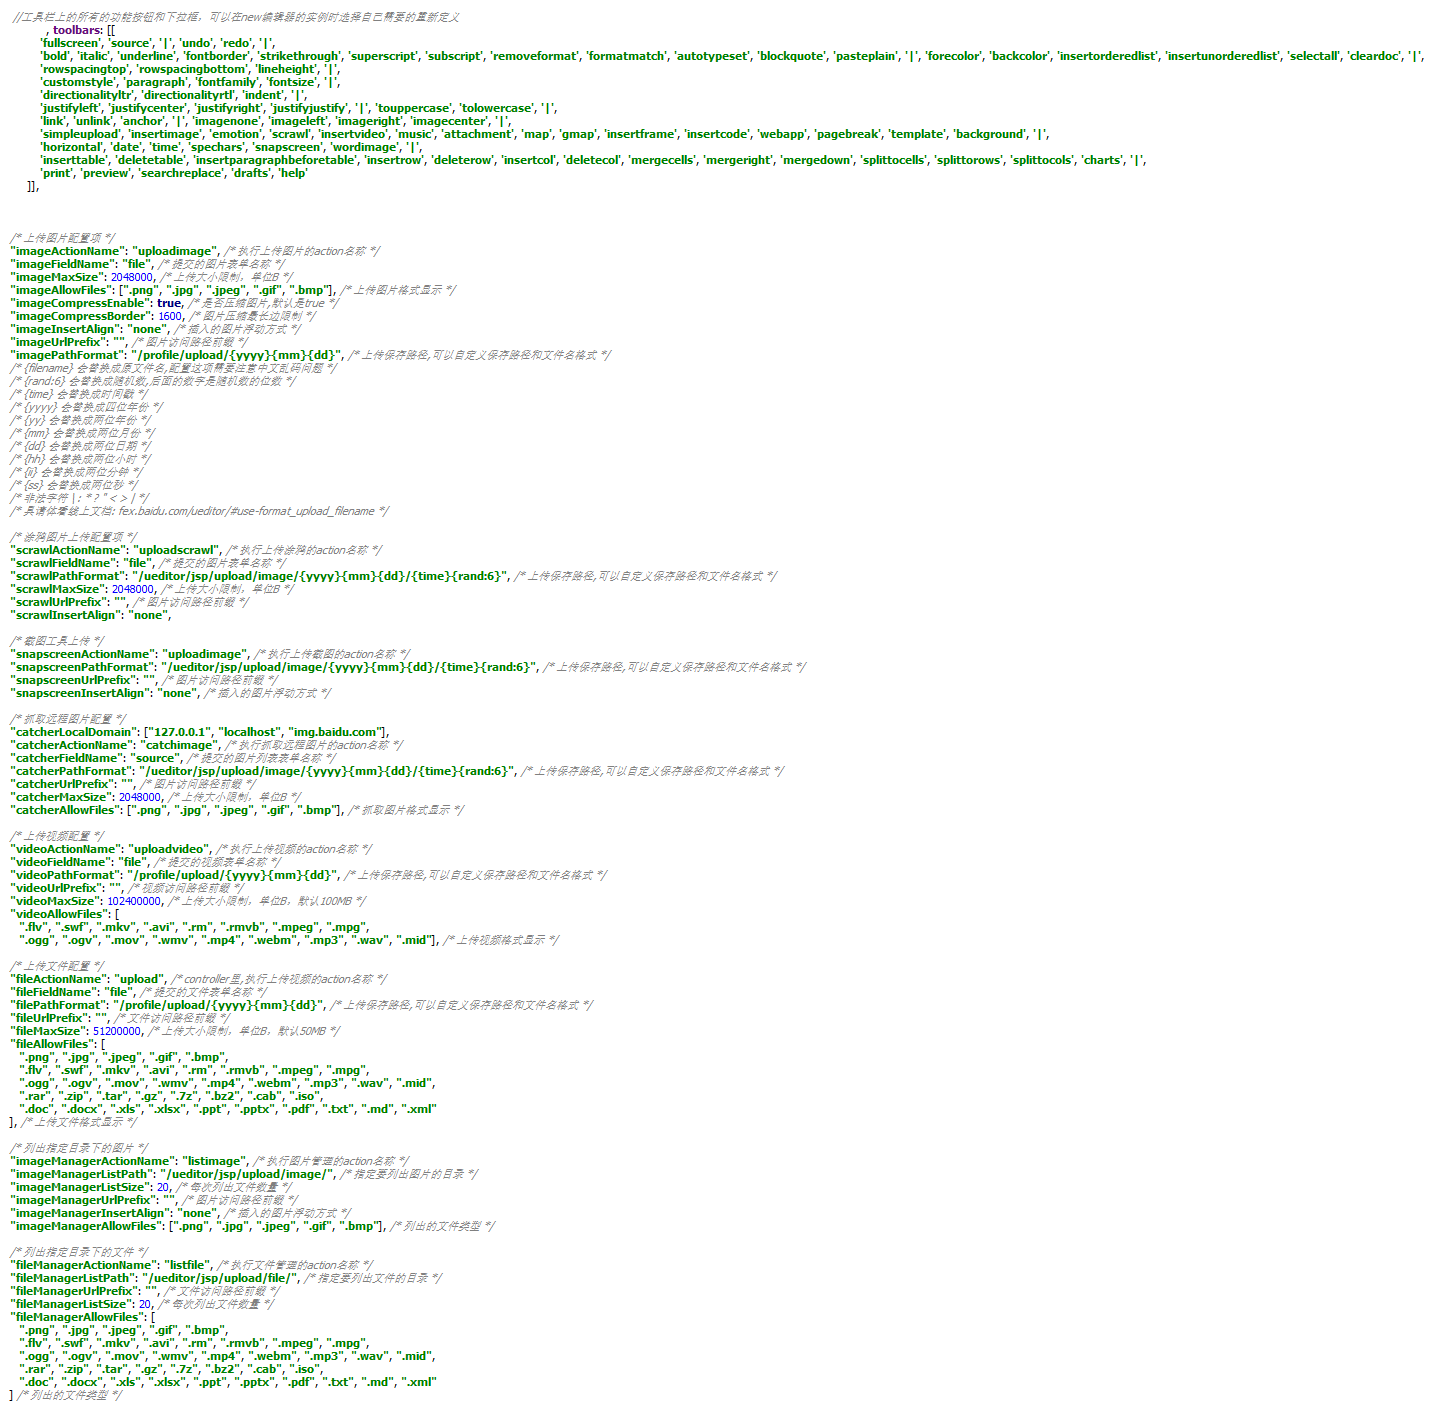 //工具栏上的所有的功能按钮和下拉框，可以在new编辑器的实例时选择自己需要的重新定义
, toolbars: [[
'fullscreen', 'source', '|', 'undo', 'redo', '|',
'bold', 'italic', 'underline', 'fontborder', 'strikethrough', 'superscript', 'subscript', 'removeformat', 'formatmatch', 'autotypeset', 'blockquote', 'pasteplain', '|', 'forecolor', 'backcolor', 'insertorderedlist', 'insertunorderedlist', 'selectall', 'cleardoc', '|',
'rowspacingtop', 'rowspacingbottom', 'lineheight', '|',
'customstyle', 'paragraph', 'fontfamily', 'fontsize', '|',
'directionalityltr', 'directionalityrtl', 'indent', '|',
'justifyleft', 'justifycenter', 'justifyright', 'justifyjustify', '|', 'touppercase', 'tolowercase', '|',
'link', 'unlink', 'anchor', '|', 'imagenone', 'imageleft', 'imageright', 'imagecenter', '|',
'simpleupload', 'insertimage', 'emotion', 'scrawl', 'insertvideo', 'music', 'attachment', 'map', 'gmap', 'insertframe', 'insertcode', 'webapp', 'pagebreak', 'template', 'background', '|',
'horizontal', 'date', 'time', 'spechars', 'snapscreen', 'wordimage', '|',
'inserttable', 'deletetable', 'insertparagraphbeforetable', 'insertrow', 'deleterow', 'insertcol', 'deletecol', 'mergecells', 'mergeright', 'mergedown', 'splittocells', 'splittorows', 'splittocols', 'charts', '|',
'print', 'preview', 'searchreplace', 'drafts', 'help'
]],
/* 上传图片配置项 */
"imageActionName": "uploadimage", /* 执行上传图片的action名称 */
"imageFieldName": "file", /* 提交的图片表单名称 */
"imageMaxSize": 2048000, /* 上传大小限制，单位B */
"imageAllowFiles": [".png", ".jpg", ".jpeg", ".gif", ".bmp"], /* 上传图片格式显示 */
"imageCompressEnable": true, /* 是否压缩图片,默认是true */
"imageCompressBorder": 1600, /* 图片压缩最长边限制 */
"imageInsertAlign": "none", /* 插入的图片浮动方式 */
"imageUrlPrefix": "", /* 图片访问路径前缀 */
"imagePathFormat": "/profile/upload/{yyyy}{mm}{dd}", /* 上传保存路径,可以自定义保存路径和文件名格式 */
/* {filename} 会替换成原文件名,配置这项需要注意中文乱码问题 */
/* {rand:6} 会替换成随机数,后面的数字是随机数的位数 */
/* {time} 会替换成时间戳 */
/* {yyyy} 会替换成四位年份 */
/* {yy} 会替换成两位年份 */
/* {mm} 会替换成两位月份 */
/* {dd} 会替换成两位日期 */
/* {hh} 会替换成两位小时 */
/* {ii} 会替换成两位分钟 */
/* {ss} 会替换成两位秒 */
/* 非法字符 \ : * ? " < > | */
/* 具请体看线上文档: fex.baidu.com/ueditor/#use-format_upload_filename */
/* 涂鸦图片上传配置项 */
"scrawlActionName": "uploadscrawl", /* 执行上传涂鸦的action名称 */
"scrawlFieldName": "file", /* 提交的图片表单名称 */
"scrawlPathFormat": "/ueditor/jsp/upload/image/{yyyy}{mm}{dd}/{time}{rand:6}", /* 上传保存路径,可以自定义保存路径和文件名格式 */
"scrawlMaxSize": 2048000, /* 上传大小限制，单位B */
"scrawlUrlPrefix": "", /* 图片访问路径前缀 */
"scrawlInsertAlign": "none",
/* 截图工具上传 */
"snapscreenActionName": "uploadimage", /* 执行上传截图的action名称 */
"snapscreenPathFormat": "/ueditor/jsp/upload/image/{yyyy}{mm}{dd}/{time}{rand:6}", /* 上传保存路径,可以自定义保存路径和文件名格式 */
"snapscreenUrlPrefix": "", /* 图片访问路径前缀 */
"snapscreenInsertAlign": "none", /* 插入的图片浮动方式 */
/* 抓取远程图片配置 */
"catcherLocalDomain": ["127.0.0.1", "localhost", "img.baidu.com"],
"catcherActionName": "catchimage", /* 执行抓取远程图片的action名称 */
"catcherFieldName": "source", /* 提交的图片列表表单名称 */
"catcherPathFormat": "/ueditor/jsp/upload/image/{yyyy}{mm}{dd}/{time}{rand:6}", /* 上传保存路径,可以自定义保存路径和文件名格式 */
"catcherUrlPrefix": "", /* 图片访问路径前缀 */
"catcherMaxSize": 2048000, /* 上传大小限制，单位B */
"catcherAllowFiles": [".png", ".jpg", ".jpeg", ".gif", ".bmp"], /* 抓取图片格式显示 */
/* 上传视频配置 */
"videoActionName": "uploadvideo", /* 执行上传视频的action名称 */
"videoFieldName": "file", /* 提交的视频表单名称 */
"videoPathFormat": "/profile/upload/{yyyy}{mm}{dd}", /* 上传保存路径,可以自定义保存路径和文件名格式 */
"videoUrlPrefix": "", /* 视频访问路径前缀 */
"videoMaxSize": 102400000, /* 上传大小限制，单位B，默认100MB */
"videoAllowFiles": [
".flv", ".swf", ".mkv", ".avi", ".rm", ".rmvb", ".mpeg", ".mpg",
".ogg", ".ogv", ".mov", ".wmv", ".mp4", ".webm", ".mp3", ".wav", ".mid"], /* 上传视频格式显示 */
/* 上传文件配置 */
"fileActionName": "upload", /* controller里,执行上传视频的action名称 */
"fileFieldName": "file", /* 提交的文件表单名称 */
"filePathFormat": "/profile/upload/{yyyy}{mm}{dd}", /* 上传保存路径,可以自定义保存路径和文件名格式 */
"fileUrlPrefix": "", /* 文件访问路径前缀 */
"fileMaxSize": 51200000, /* 上传大小限制，单位B，默认50MB */
"fileAllowFiles": [
".png", ".jpg", ".jpeg", ".gif", ".bmp",
".flv", ".swf", ".mkv", ".avi", ".rm", ".rmvb", ".mpeg", ".mpg",
".ogg", ".ogv", ".mov", ".wmv", ".mp4", ".webm", ".mp3", ".wav", ".mid",
".rar", ".zip", ".tar", ".gz", ".7z", ".bz2", ".cab", ".iso",
".doc", ".docx", ".xls", ".xlsx", ".ppt", ".pptx", ".pdf", ".txt", ".md", ".xml"
], /* 上传文件格式显示 */
/* 列出指定目录下的图片 */
"imageManagerActionName": "listimage", /* 执行图片管理的action名称 */
"imageManagerListPath": "/ueditor/jsp/upload/image/", /* 指定要列出图片的目录 */
"imageManagerListSize": 20, /* 每次列出文件数量 */
"imageManagerUrlPrefix": "", /* 图片访问路径前缀 */
"imageManagerInsertAlign": "none", /* 插入的图片浮动方式 */
"imageManagerAllowFiles": [".png", ".jpg", ".jpeg", ".gif", ".bmp"], /* 列出的文件类型 */
/* 列出指定目录下的文件 */
"fileManagerActionName": "listfile", /* 执行文件管理的action名称 */
"fileManagerListPath": "/ueditor/jsp/upload/file/", /* 指定要列出文件的目录 */
"fileManagerUrlPrefix": "", /* 文件访问路径前缀 */
"fileManagerListSize": 20, /* 每次列出文件数量 */
"fileManagerAllowFiles": [
".png", ".jpg", ".jpeg", ".gif", ".bmp",
".flv", ".swf", ".mkv", ".avi", ".rm", ".rmvb", ".mpeg", ".mpg",
".ogg", ".ogv", ".mov", ".wmv", ".mp4", ".webm", ".mp3", ".wav", ".mid",
".rar", ".zip", ".tar", ".gz", ".7z", ".bz2", ".cab", ".iso",
".doc", ".docx", ".xls", ".xlsx", ".ppt", ".pptx", ".pdf", ".txt", ".md", ".xml"
] /* 列出的文件类型 */